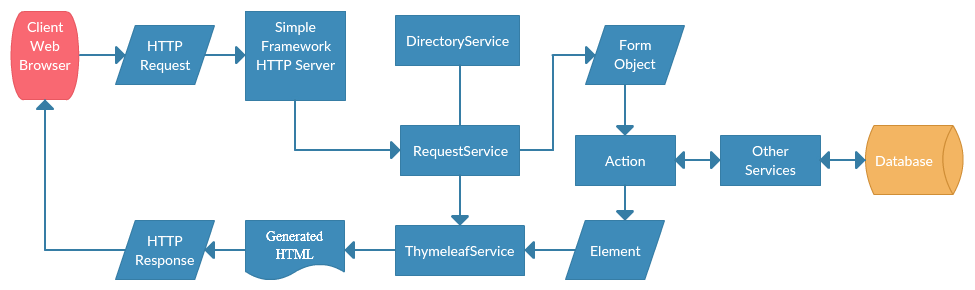 Client
Web
Browser
HTTP
Request
Simple
Framework
HTTP Server
DirectoryService
Form
Object
RequestService
Action
Other
Services
Database
HTTP
Response
Generated
HTML
ThymeleafService
Element